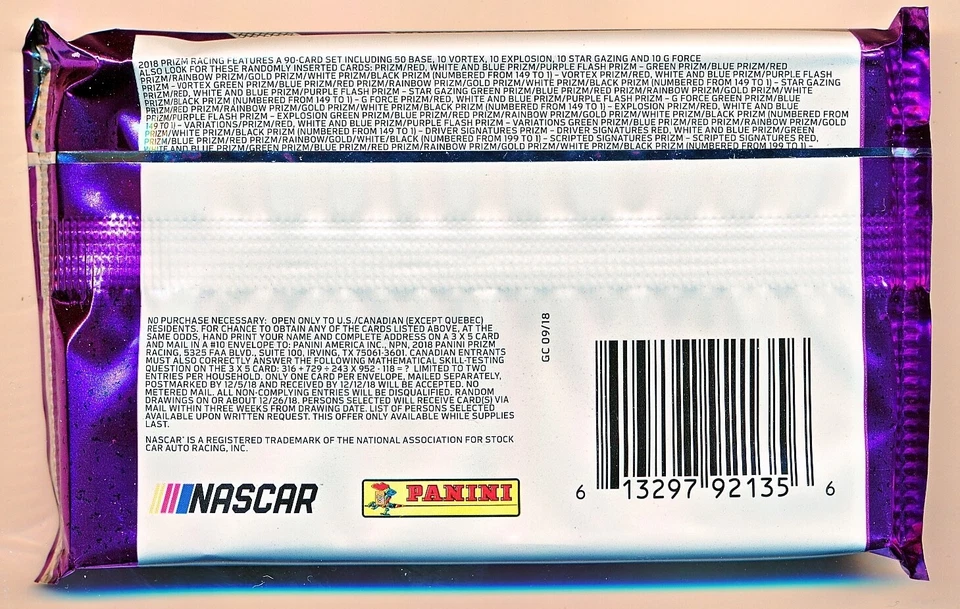 2018 PRIZM RACING FEATURES A 90-CARD SET INCLUDING 50 BASE, 10 VORTEX, 10 EXPLOSION, 10 STAR GAZING AND 10 G FORCE
ALSO LOOK FOR THESE RANDOMLY INSERTED CARDS: PRIZM/RED, WHITE AND BLUE PRIZM/PURPLE FLASH PRIZM – GREEN PRIZM/BLUE PRIZM/RED
PRIZM/RAINBOW PRIZM/GOLD PRIZM/WHITE PRIZM/BLACK PRIZM (NUMBERED FROM 149 TO 1) – VORTEX PRIZM/RED, WHITE AND BLUE PRIZM/PURPLE FLASH
PRIZM – VORTEX GREEN PRIZM/BLUE PRIZM/RED PRIZM/RAINBOW PRIZM/GOLD PRIZM/WHITE PRIZM/BLACK PRIZM (NUMBERED FROM 149 TO 1) – STAR GAZING
PRIZM/RED, WHITE AND BLUE PRIZM/PURPLE FLASH PRIZM – STAR GAZING GREEN PRIZM/BLUE PRIZM/RED PRIZM/RAINBOW PRIZM/GOLD PRIZM/WHITE
PRIZM/BLACK PRIZM (NUMBERED FROM 149 TO 1) – G FORCE PRIZM/RED, WHITE AND BLUE PRIZM/PURPLE FLASH PRIZM – G FORCE GREEN PRIZM/BLUE
PRIZM/RED PRIZM/RAINBOW PRIZM/GOLD PRIZM/WHITE PRIZM/BLACK PRIZM (NUMBERED FROM 149 TO 1) – EXPLOSION PRIZM/RED, WHITE AND BLUE
PRIZM/PURPLE FLASH PRIZM – EXPLOSION GREEN PRIZM/BLUE PRIZM/RED PRIZM/RAINBOW PRIZM/GOLD PRIZM/WHITE PRIZM/BLACK PRIZM (NUMBERED FROM
149 TO 1) – VARIATIONS/PRIZM/RED, WHITE AND BLUE PRIZM/PURPLE FLASH PRIZM – VARIATIONS GREEN PRIZM/BLUE PRIZM/RED PRIZM/RAINBOW PRIZM/GOLD
PRIZM/WHITE PRIZM/BLACK PRIZM (NUMBERED FROM 149 TO 1) – DRIVER SIGNATURES PRIZM – DRIVER SIGNATURES RED, WHITE AND BLUE PRIZM/GREEN
PRIZM/BLUE PRIZM/RED PRIZM/RAINBOW/GOLD PRIZM/WHITE/BLACK PRIZM (NUMBERED FROM 199 TO 1) – SCRIPTED SIGNATURES PRIZM – SCRIPTED SIGNATURES RED,
WHITE AND BLUE PRIZM/GREEN PRIZM/BLUE PRIZM/RED PRIZM/RAINBOW PRIZM/GOLD PRIZM/WHITE PRIZM/BLACK PRIZM (NUMBERED FROM 199 TO 1) –
NO PURCHASE NECESSARY: OPEN ONLY TO U.S./CANADIAN (EXCEPT QUEBEC)
RESIDENTS. FOR CHANCE TO OBTAIN ANY OF THE CARDS LISTED ABOVE, AT THE
SAME ODDS, HAND PRINT YOUR NAME AND COMPLETE ADDRESS ON A 3 X 5 CARD
AND MAIL IN A #10 ENVELOPE TO: PANINI AMERICA INC., NPN, 2018 PANINI PRIZM
RACING, 5325 FAA BLVD., SUITE 100, IRVING, TX 75061-3601. CANADIAN ENTRANTS
MUST ALSO CORRECTLY ANSWER THE FOLLOWING MATHEMATICAL SKILL-TESTING
QUESTION ON THE 3 X 5 CARD: 316 + 729 ÷ 243 X 952 - 118 = ? LIMITED TO TWO
ENTRIES PER HOUSEHOLD. ONLY ONE CARD PER ENVELOPE, MAILED SEPARATELY,
POSTMARKED BY 12/5/18 AND RECEIVED BY 12/12/18 WILL BE ACCEPTED. NO
METERED MAIL. ALL NON-COMPLYING ENTRIES WILL BE DISQUALIFIED. RANDOM
DRAWINGS ON OR ABOUT 12/26/18. PERSONS SELECTED WILL RECEIVE CARD(S) VIA
MAIL WITHIN THREE WEEKS FROM DRAWING DATE. LIST OF PERSONS SELECTED
AVAILABLE UPON WRITTEN REQUEST. THIS OFFER ONLY AVAILABLE WHILE SUPPLIES
LAST.
NASCAR® IS A REGISTERED TRADEMARK OF THE NATIONAL ASSOCIATION FOR STOCK
CAR AUTO RACING, INC.
GC 09/18
NASCAR
PANINI
6 13297 92135 6